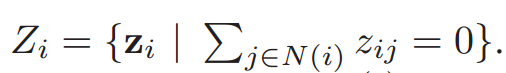 Z_i = {𝐳_i | ∑_{j∈N(i)} z_{ij} = 0}.